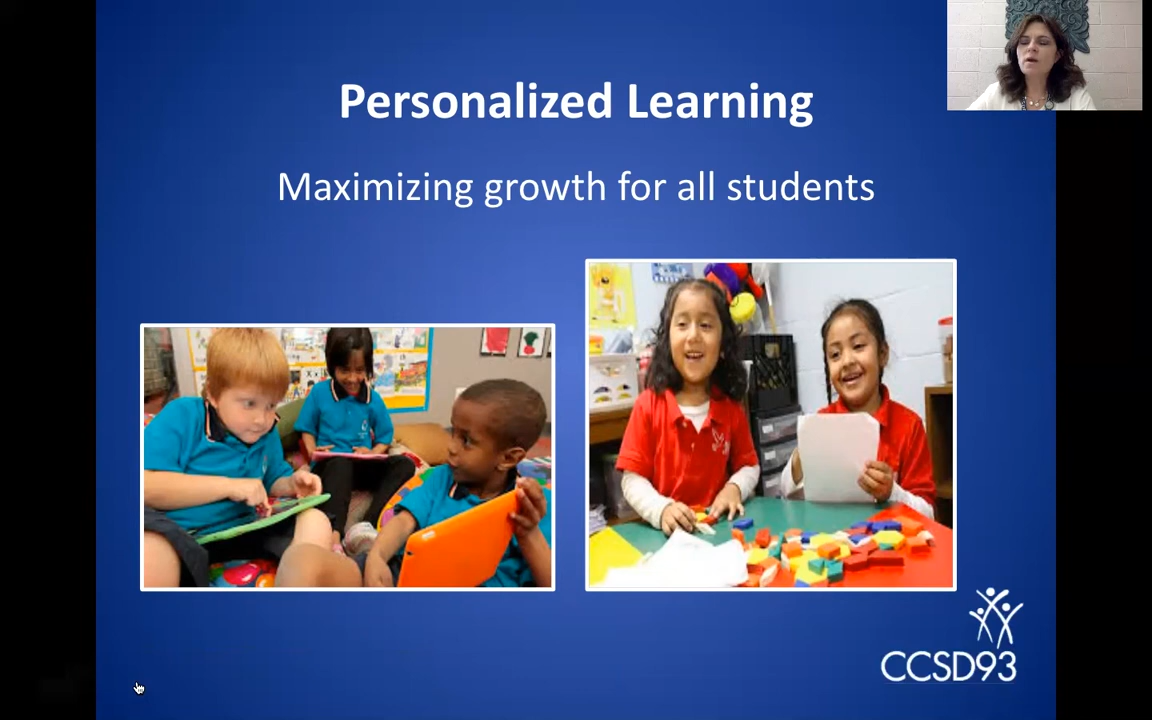 Personalized Learning
Maximizing growth for all students
CCSD93